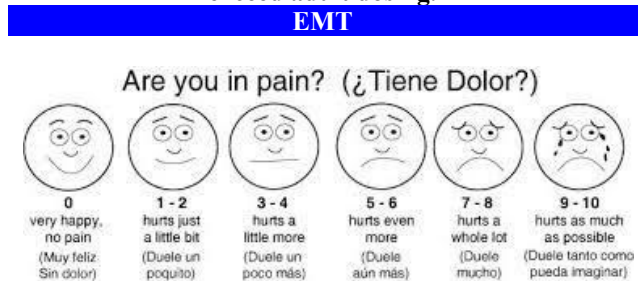 EMT
Are you in pain? (¿Tiene Dolor?)
0
very happy,
no pain
(Muy feliz
Sin dolor)
1 - 2
hurts just
a little bit
(Duele un
poquito)
3 - 4
hurts a
little more
(Duele un
poco más)
5 - 6
hurts even
more
(Duele
aún más)
7 - 8
hurts a
whole lot
(Duele
mucho)
9 - 10
hurts as much
as possible
(Duele tanto como
pueda imaginar)